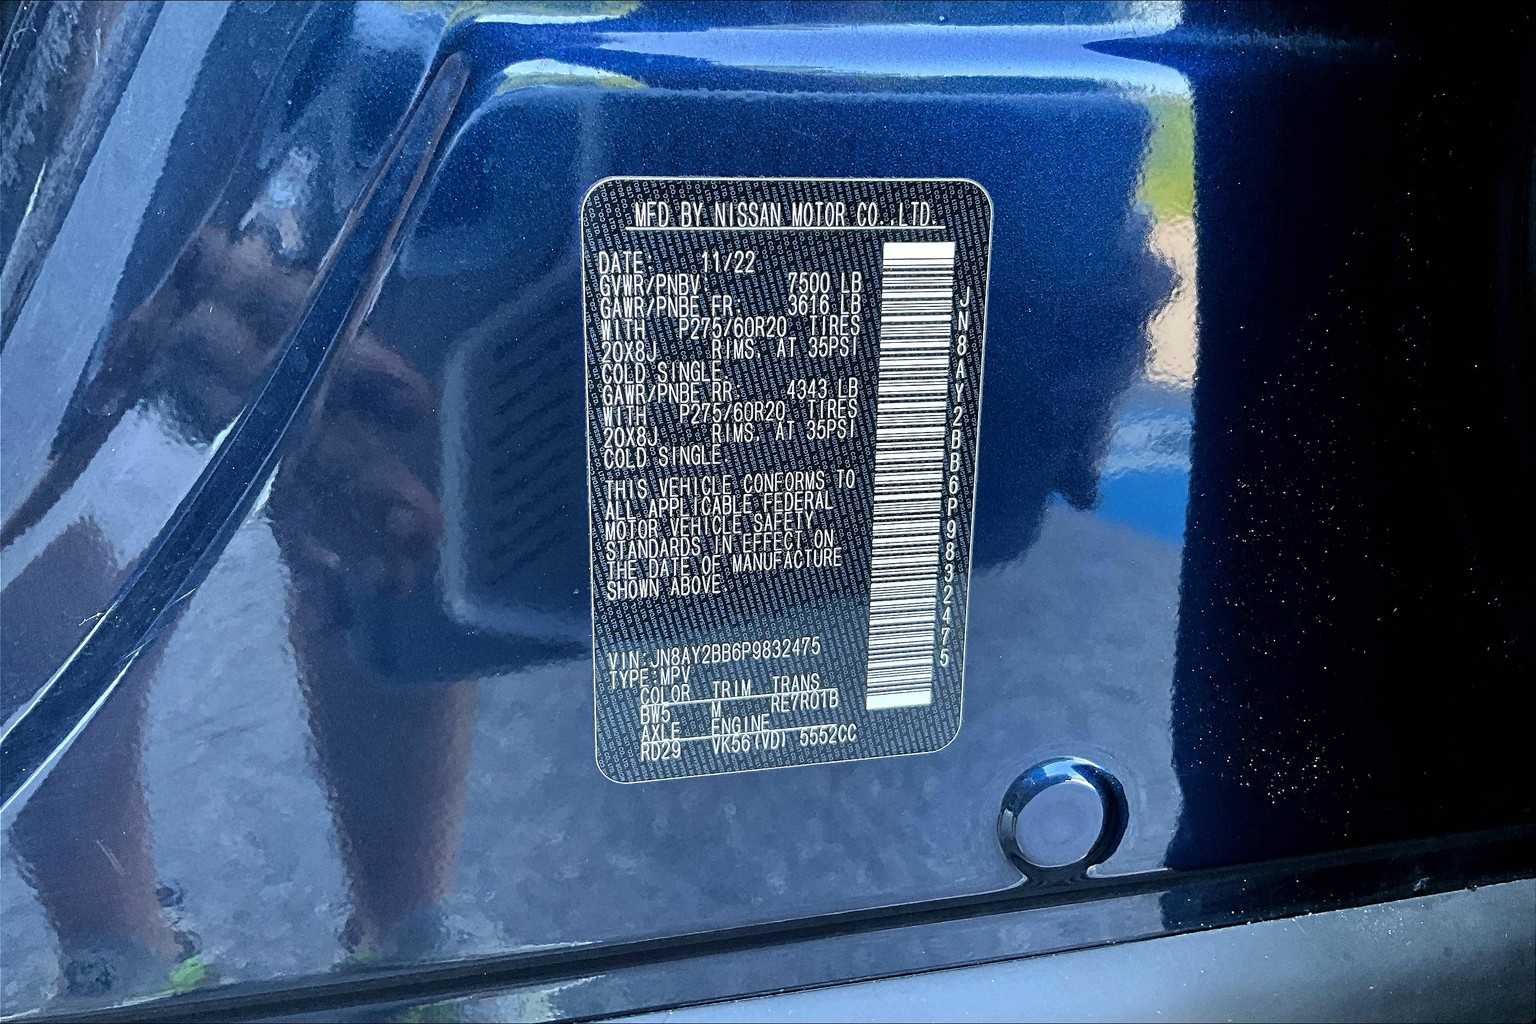 MFD BY NISSAN MOTOR CO.,LTD.
DATE: 11/22
GVWR/PNBV: 7500 LB
GAWR/PNBE FR: 3616 LB
WITH P275/60R20 TIRES
20X8J RIMS, AT 35PSI
COLD SINGLE
GAWR/PNBE RR 4343 LB
WITH P275/60R20 TIRES
20X8J RIMS, AT 35PSI
COLD SINGLE
THIS VEHICLE CONFORMS TO
ALL APPLICABLE FEDERAL
MOTOR VEHICLE SAFETY
STANDARDS IN EFFECT ON
THE DATE OF MANUFACTURE
SHOWN ABOVE
VIN:JN8AY2BB6P9832475
TYPE:MPV
COLOR TRIM TRANS
BW5 M RE7R01B
AXLE ENGINE
RD29 VK56(VD) 5552CC
JN8AY2BB6P9832475